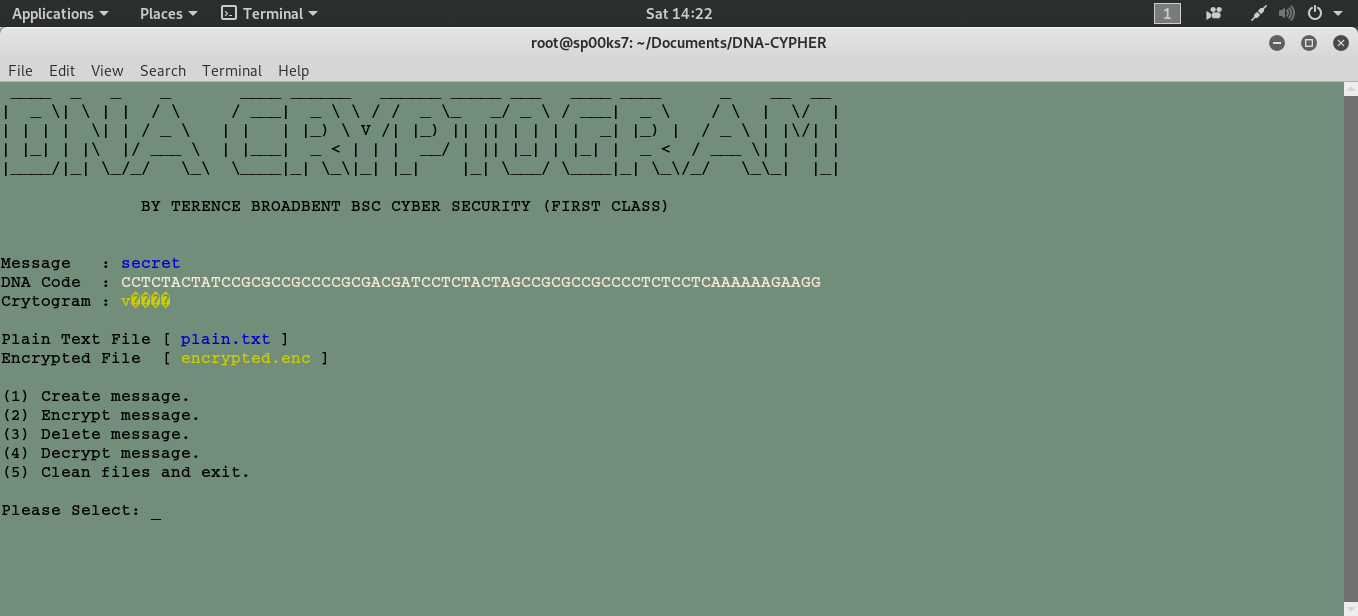 Applications Places Terminal Sat 14:22 1
root@sp00ks7: ~/Documents/DNA-CYPHER
File Edit View Search Terminal Help
DNA CRYPTOGRAM
BY TERENCE BROADBENT BSC CYBER SECURITY (FIRST CLASS)
Message : secret
DNA Code : CCTCTACTATCCGCGCCGCCCCGCGACGATCCTCTACTAGCCGCGCCGCCCCTCTCCTCAAAAAAGAAGG
Crytogram : v����
Plain Text File [ plain.txt ]
Encrypted File [ encrypted.enc ]
(1) Create message.
(2) Encrypt message.
(3) Delete message.
(4) Decrypt message.
(5) Clean files and exit.
Please Select: _